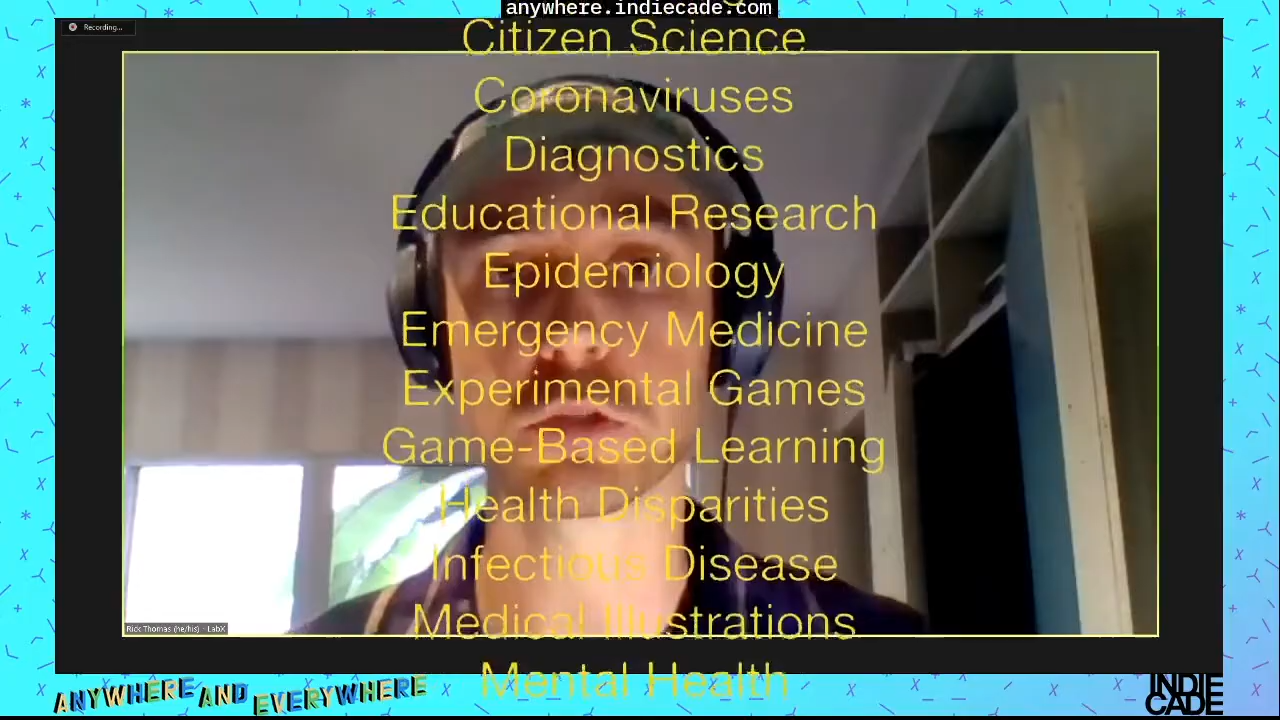 anywhere.indiecade.com
Recording...
Citizen Science
Coronaviruses
Diagnostics
Educational Research
Epidemiology
Emergency Medicine
Experimental Games
Game-Based Learning
Health Disparities
Infectious Disease
Medical Illustrations
Rick Thomas (he/his) - LabX
Mental Health
ANYWHERE AND EVERYWHERE
INDIE
CADE